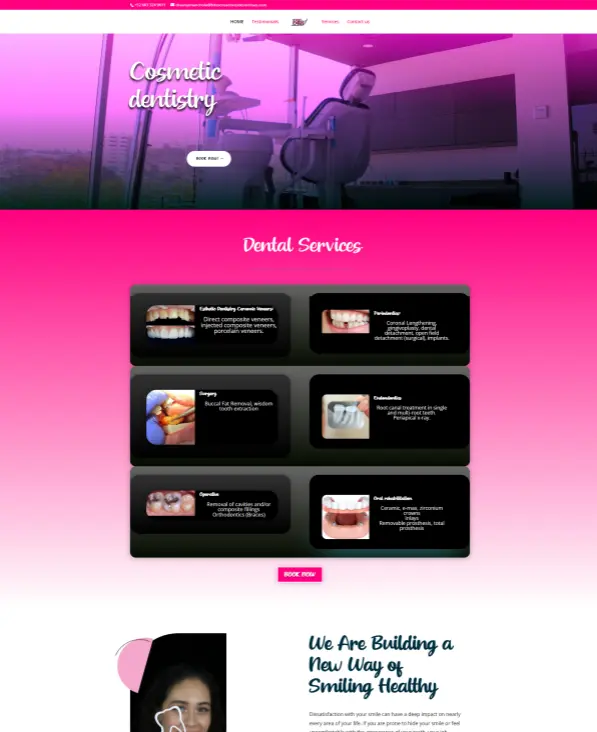 HOME
Testimonials
Services
Contact us
Cosmetic
dentistry
BOOK NOW!
Dental Services
Esthetic Dentistry Ceramic Veneers
Direct composite veneers,
injected composite veneers,
porcelain veneers.
Periodontics
Coronal Lengthening,
gingivoplasty, dental
detachment, open field
detachment (surgical), implants.
Surgery
Buccal Fat Removal, wisdom
tooth extraction
Endodontics
Root canal treatment in single
and multi-root teeth.
Periapical x-ray.
Operative
Removal of cavities and/or
composite fillings
Orthodontics (Braces)
Oral rehabilitation
Ceramic, e-max, zirconium
crowns
Inlays
Removable prosthesis, total
prosthesis
BOOK NOW
We Are Building a
New Way of
Smiling Healthy
Dissatisfaction with your smile can have a deep impact on nearly
every area of your life. If you are prone to hide your smile or feel